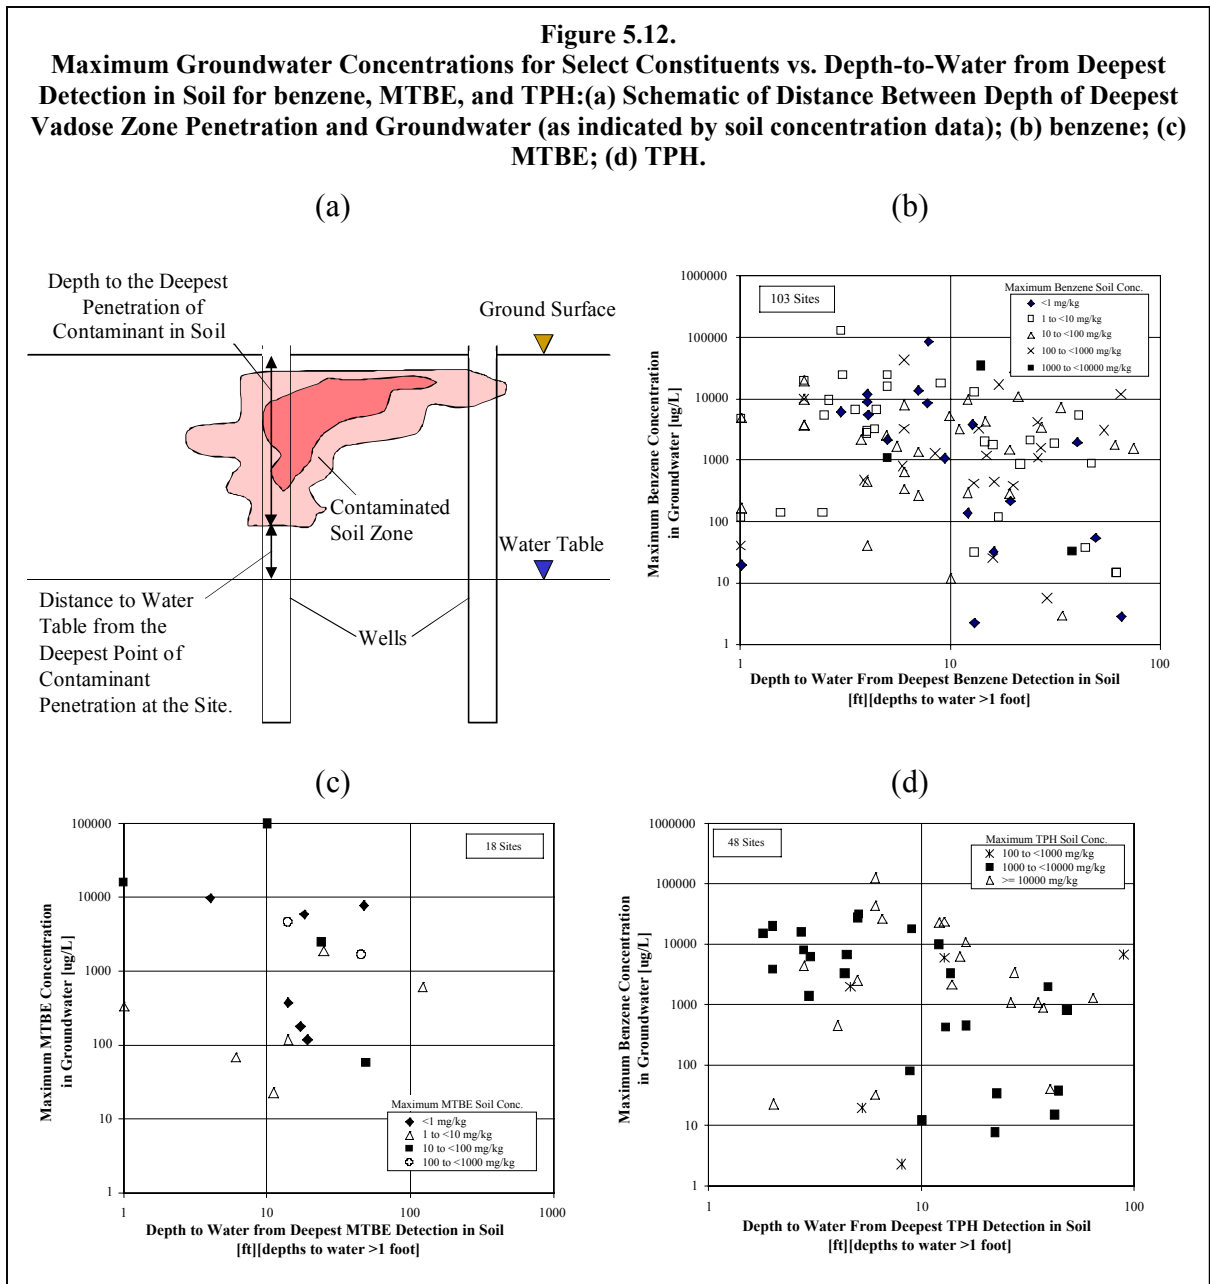 Figure 5.12.
Maximum Groundwater Concentrations for Select Constituents vs. Depth-to-Water from Deepest
Detection in Soil for benzene, MTBE, and TPH:(a) Schematic of Distance Between Depth of Deepest
Vadose Zone Penetration and Groundwater (as indicated by soil concentration data); (b) benzene; (c)
MTBE; (d) TPH.
(a)
Depth to the Deepest
Penetration of
Contaminant in Soil
Ground Surface
Contaminated
Soil Zone
Water Table
Distance to Water
Table from the
Deepest Point of
Contaminant
Penetration at the Site.
Wells
(b)
1000000
100000
10000
1000
100
10
1
103 Sites
Maximum Benzene Soil Conc.
<1 mg/kg
1 to <10 mg/kg
10 to <100 mg/kg
100 to <1000 mg/kg
1000 to <10000 mg/kg
Maximum Benzene Concentration
in Groundwater [ug/L]
1 10 100
Depth to Water From Deepest Benzene Detection in Soil
[ft][depths to water >1 foot]
(c)
100000
10000
1000
100
10
1
18 Sites
Maximum MTBE Soil Conc.
<1 mg/kg
1 to <10 mg/kg
10 to <100 mg/kg
100 to <1000 mg/kg
Maximum MTBE Concentration
in Groundwater [ug/L]
1 10 100 1000
Depth to Water from Deepest MTBE Detection in Soil
[ft][depths to water >1 foot]
(d)
1000000
100000
10000
1000
100
10
1
48 Sites
Maximum TPH Soil Conc.
100 to <1000 mg/kg
1000 to <10000 mg/kg
>= 10000 mg/kg
Maximum Benzene Concentration
in Groundwater [ug/L]
1 10 100
Depth to Water From Deepest TPH Detection in Soil
[ft][depths to water >1 foot]